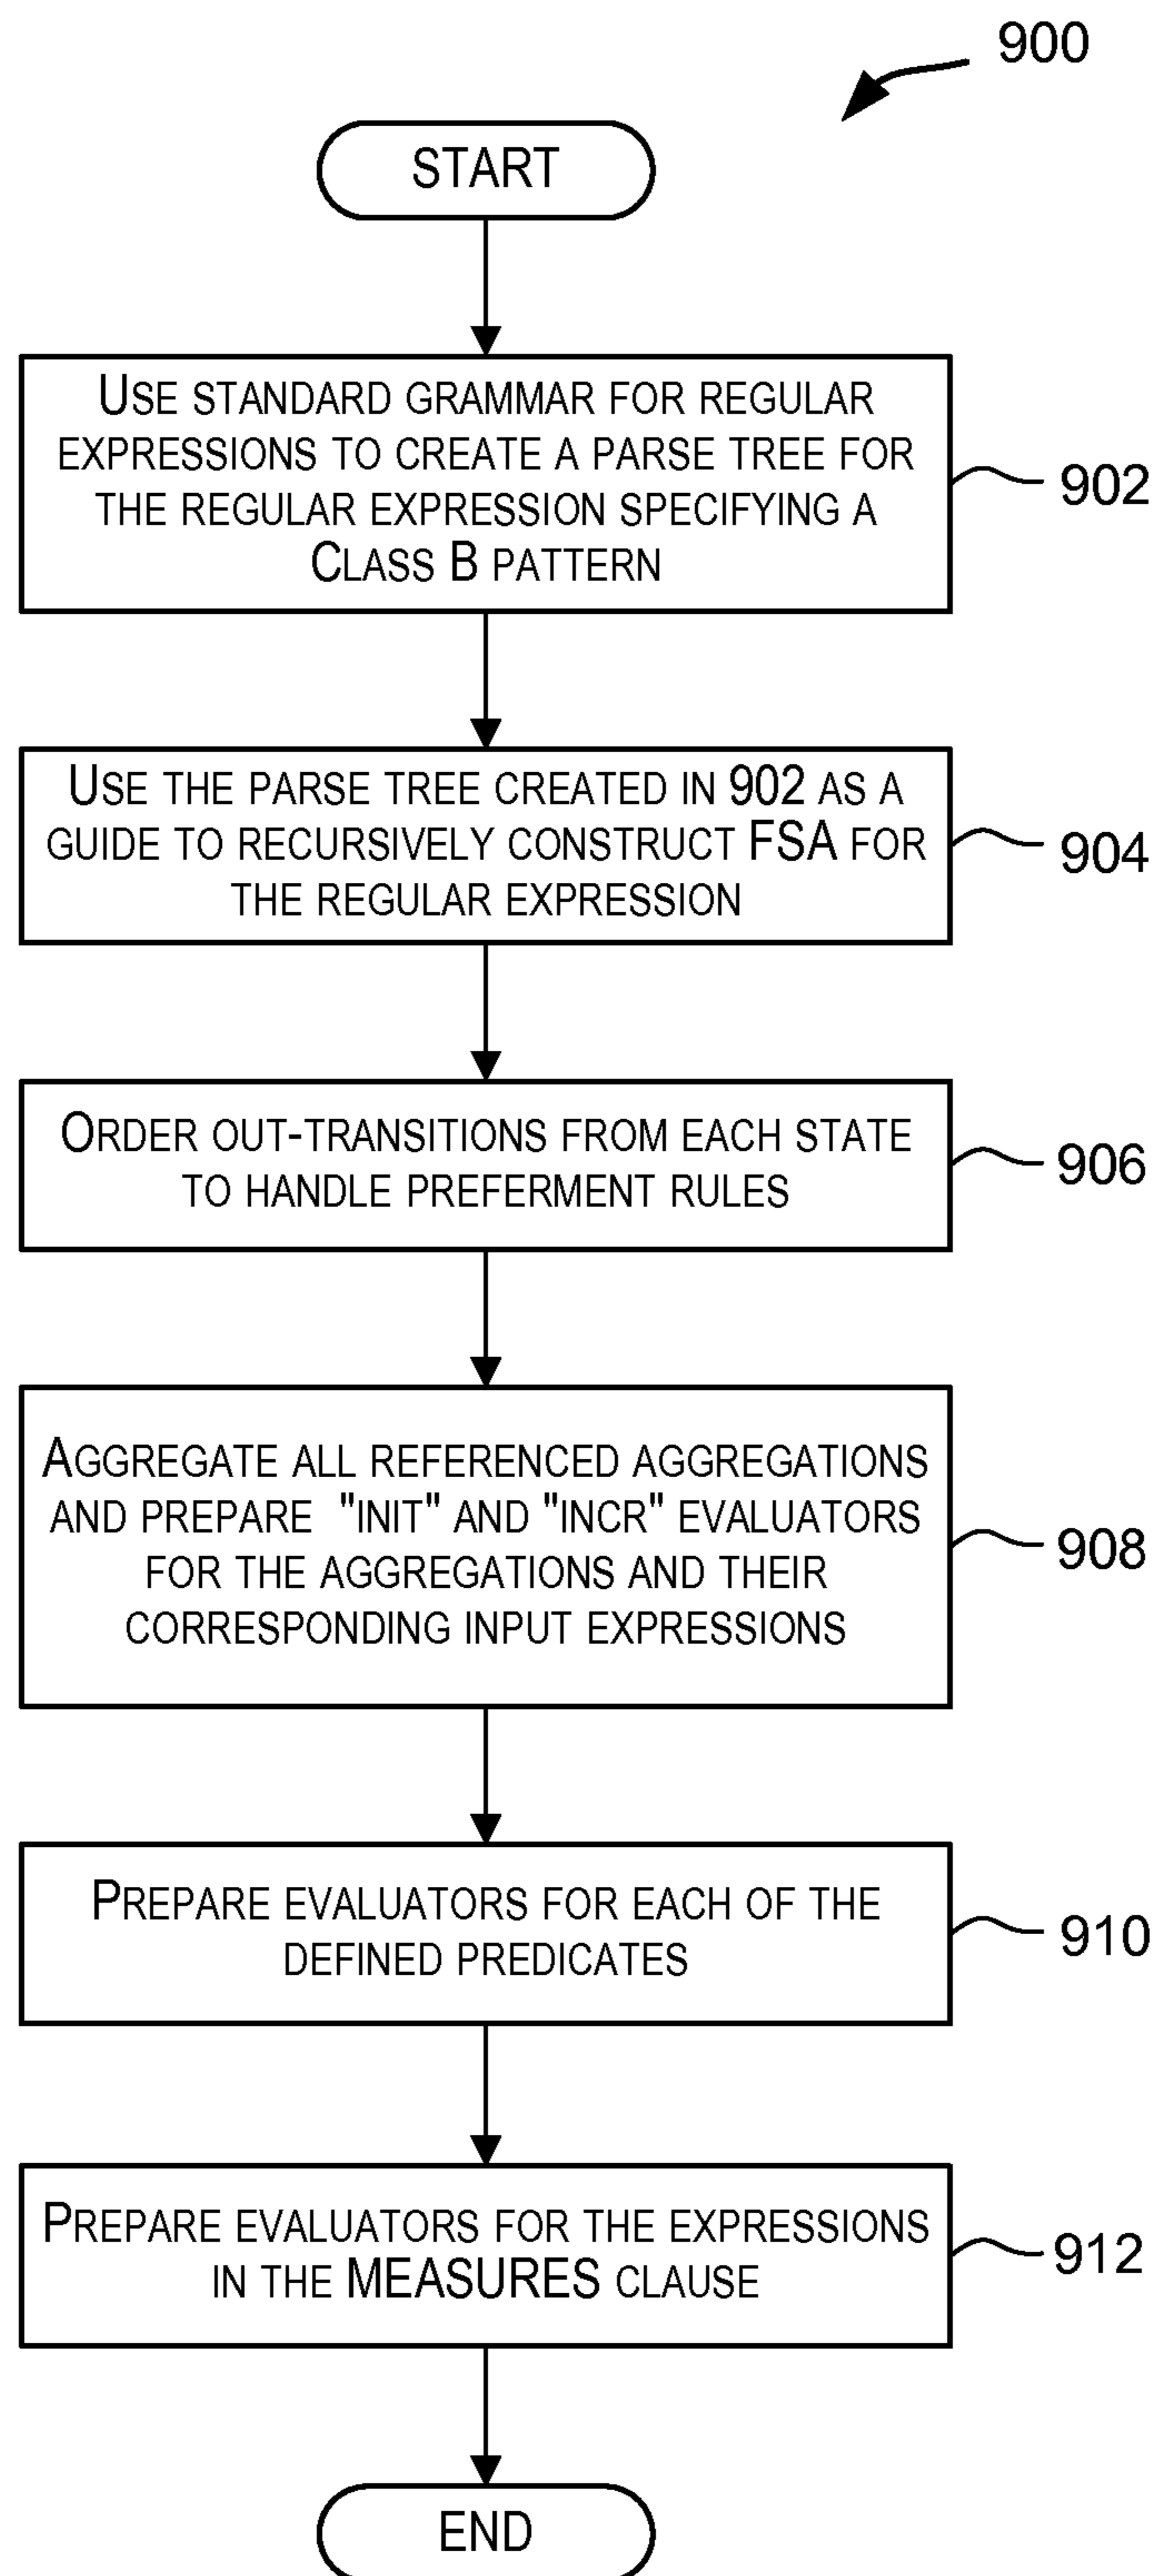 900
START
Use standard grammar for regular
expressions to create a parse tree for
the regular expression specifying a
Class B pattern
902
Use the parse tree created in 902 as a
guide to recursively construct FSA for
the regular expression
904
Order out-transitions from each state
to handle preferment rules
906
Aggregate all referenced aggregations
and prepare "init" and "incr" evaluators
for the aggregations and their
corresponding input expressions
908
Prepare evaluators for each of the
defined predicates
910
Prepare evaluators for the expressions
in the MEASURES clause
912
END